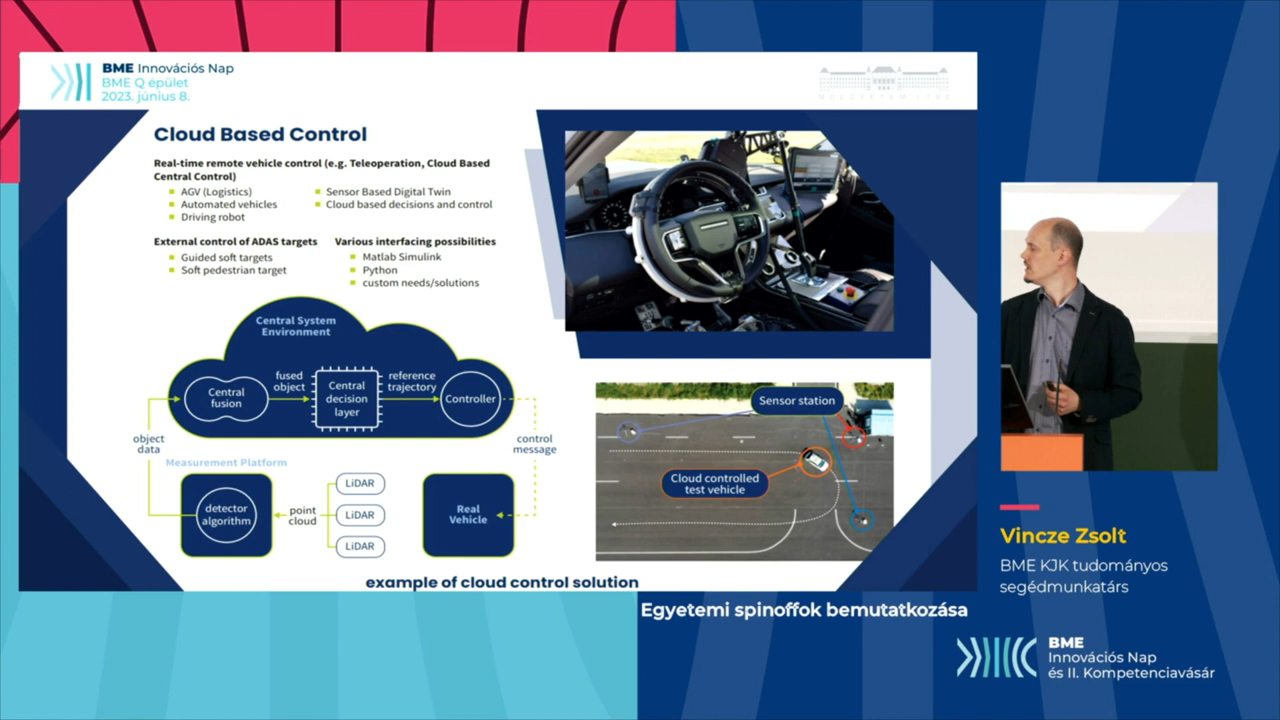 BME Innovációs Nap
BME Q épület
2023. június 8.
Cloud Based Control
Real-time remote vehicle control (e.g. Teleoperation, Cloud Based
Central Control)
AGV (Logistics)
Automated vehicles
Driving robot
Sensor Based Digital Twin
Cloud based decisions and control
External control of ADAS targets
Guided soft targets
Soft pedestrian target
Various interfacing possibilities
Matlab Simulink
Python
custom needs/solutions
Central System
Environment
Central
fusion
fused
object
Central
decision
layer
reference
trajectory
Controller
object
data
control
message
Measurement Platform
detector
algorithm
point
cloud
LiDAR
LiDAR
LiDAR
Real
Vehicle
Sensor station
Cloud controlled
test vehicle
example of cloud control solution
Vincze Zsolt
BME KJK tudományos
segédmunkatárs
Egyetemi spinoffok bemutatkozása
BME
Innovációs Nap
és II. Kompetenciavásár